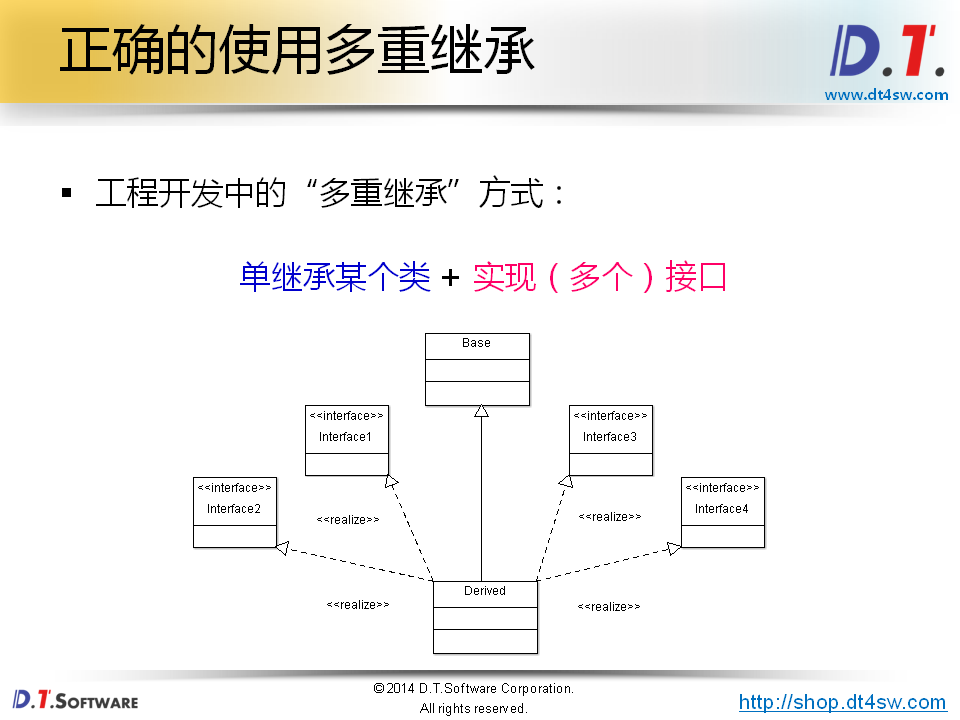 正确的使用多重继承
D.T.
www.dt4sw.com
▪ 工程开发中的“多重继承”方式：
单继承某个类 + 实现（多个）接口
Base
<<interface>>
Interface1
<<interface>>
Interface3
<<interface>>
Interface2
<<interface>>
Interface4
<<realize>>
<<realize>>
Derived
<<realize>>
<<realize>>
©2014 D.T.Software Corporation.
All rights reserved.
D.T.SOFTWARE
http://shop.dt4sw.com